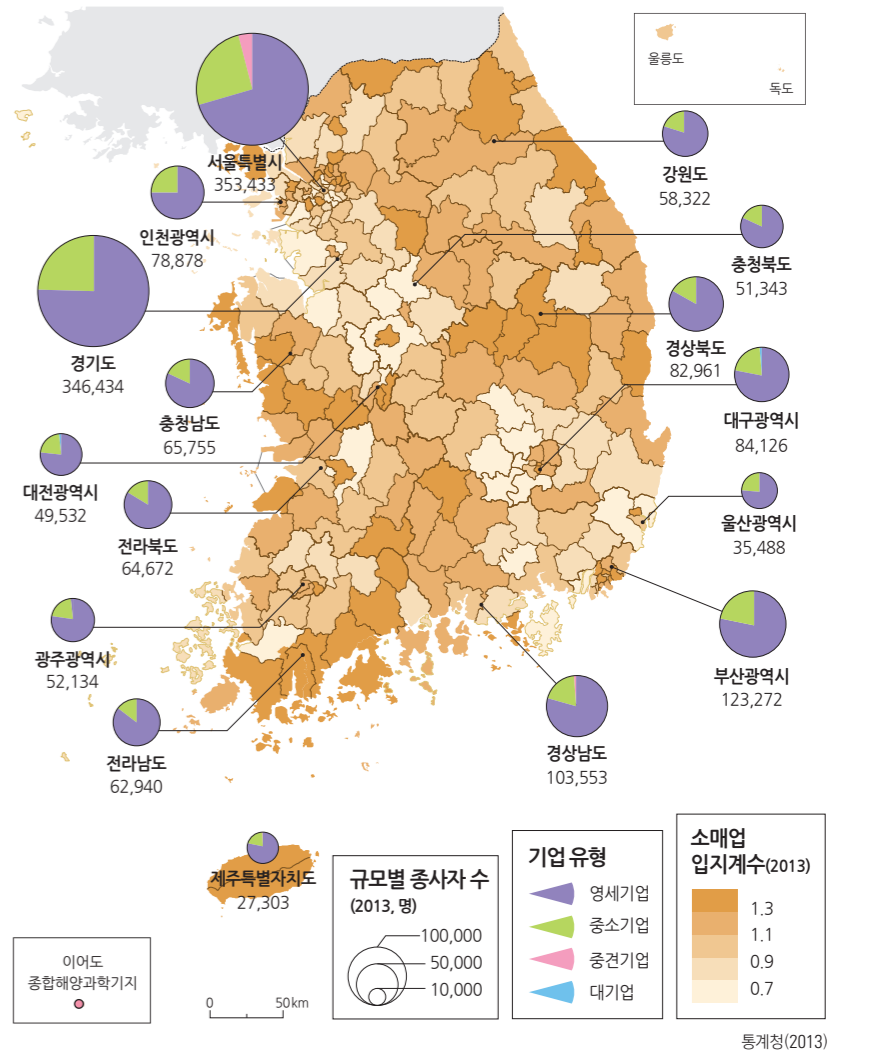 울릉도
독도
서울특별시
353,433
강원도
58,322
인천광역시
78,878
충청북도
51,343
경기도
346,434
경상북도
82,961
충청남도
65,755
대구광역시
84,126
대전광역시
49,532
울산광역시
35,488
전라북도
64,672
광주광역시
52,134
부산광역시
123,272
전라남도
62,940
경상남도
103,553
제주특별자치도
27,303
이어도
종합해양과학기지
0 50km
규모별 종사자 수
(2013, 명)
100,000
50,000
10,000
기업 유형
영세기업
중소기업
중견기업
대기업
소매업
입지계수(2013)
1.3
1.1
0.9
0.7
통계청(2013)